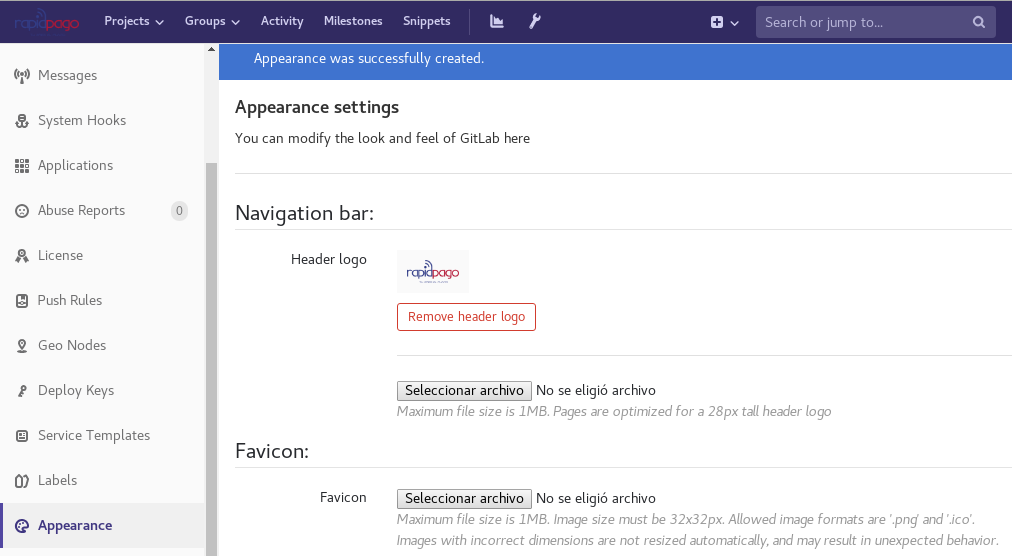 rapidpago Projects Groups Activity Milestones Snippets Search or jump to...
Messages
System Hooks
Applications
Abuse Reports 0
License
Push Rules
Geo Nodes
Deploy Keys
Service Templates
Labels
Appearance
Appearance was successfully created.
Appearance settings
You can modify the look and feel of GitLab here
Navigation bar:
Header logo
rapidpago
Remove header logo
Seleccionar archivo No se eligió archivo
Maximum file size is 1MB. Pages are optimized for a 28px tall header logo
Favicon:
Favicon
Seleccionar archivo No se eligió archivo
Maximum file size is 1MB. Image size must be 32x32px. Allowed image formats are '.png' and '.ico'.
Images with incorrect dimensions are not resized automatically, and may result in unexpected behavior.